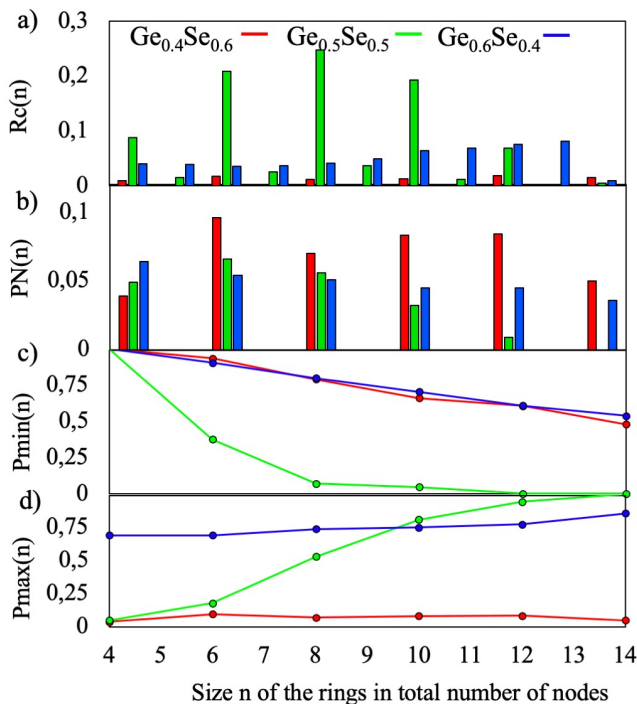 a)
0,3
Ge0.4Se0.6 Ge0.5Se0.5 Ge0.6Se0.4
0,2
Rc(n)
0,1
0
b)
0,1
PN(n)
0,05
0
c)
0,75
Pmin(n)
0,5
0,25
0
d)
0,75
Pmax(n)
0,5
0,25
0
4 5 6 7 8 9 10 11 12 13 14
Size n of the rings in total number of nodes